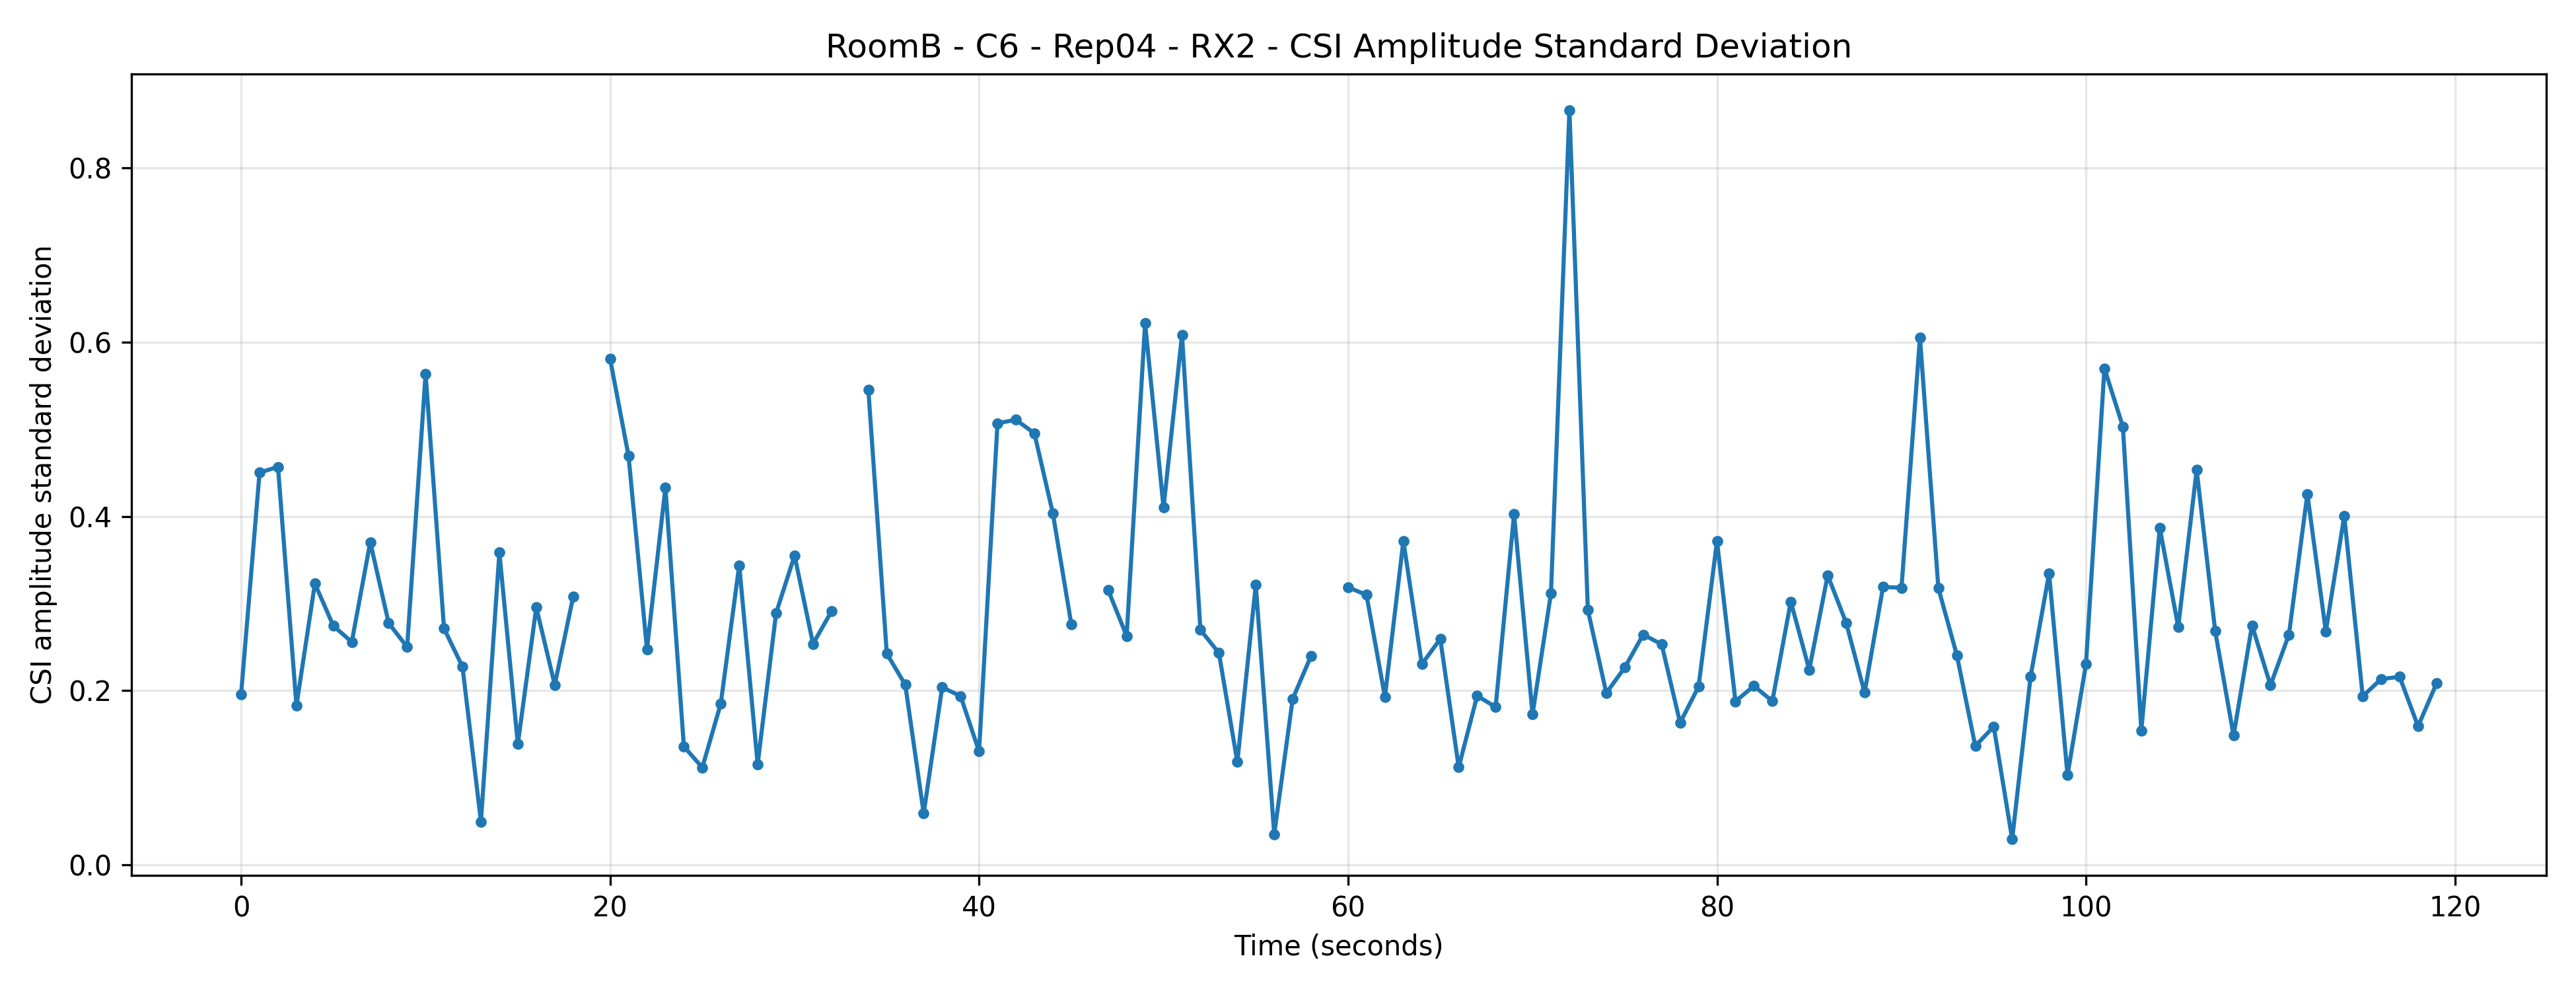 RoomB - C6 - Rep04 - RX2 - CSI Amplitude Standard Deviation
CSI amplitude standard deviation
0.8
0.6
0.4
0.2
0.0
0 20 40 60 80 100 120
Time (seconds)